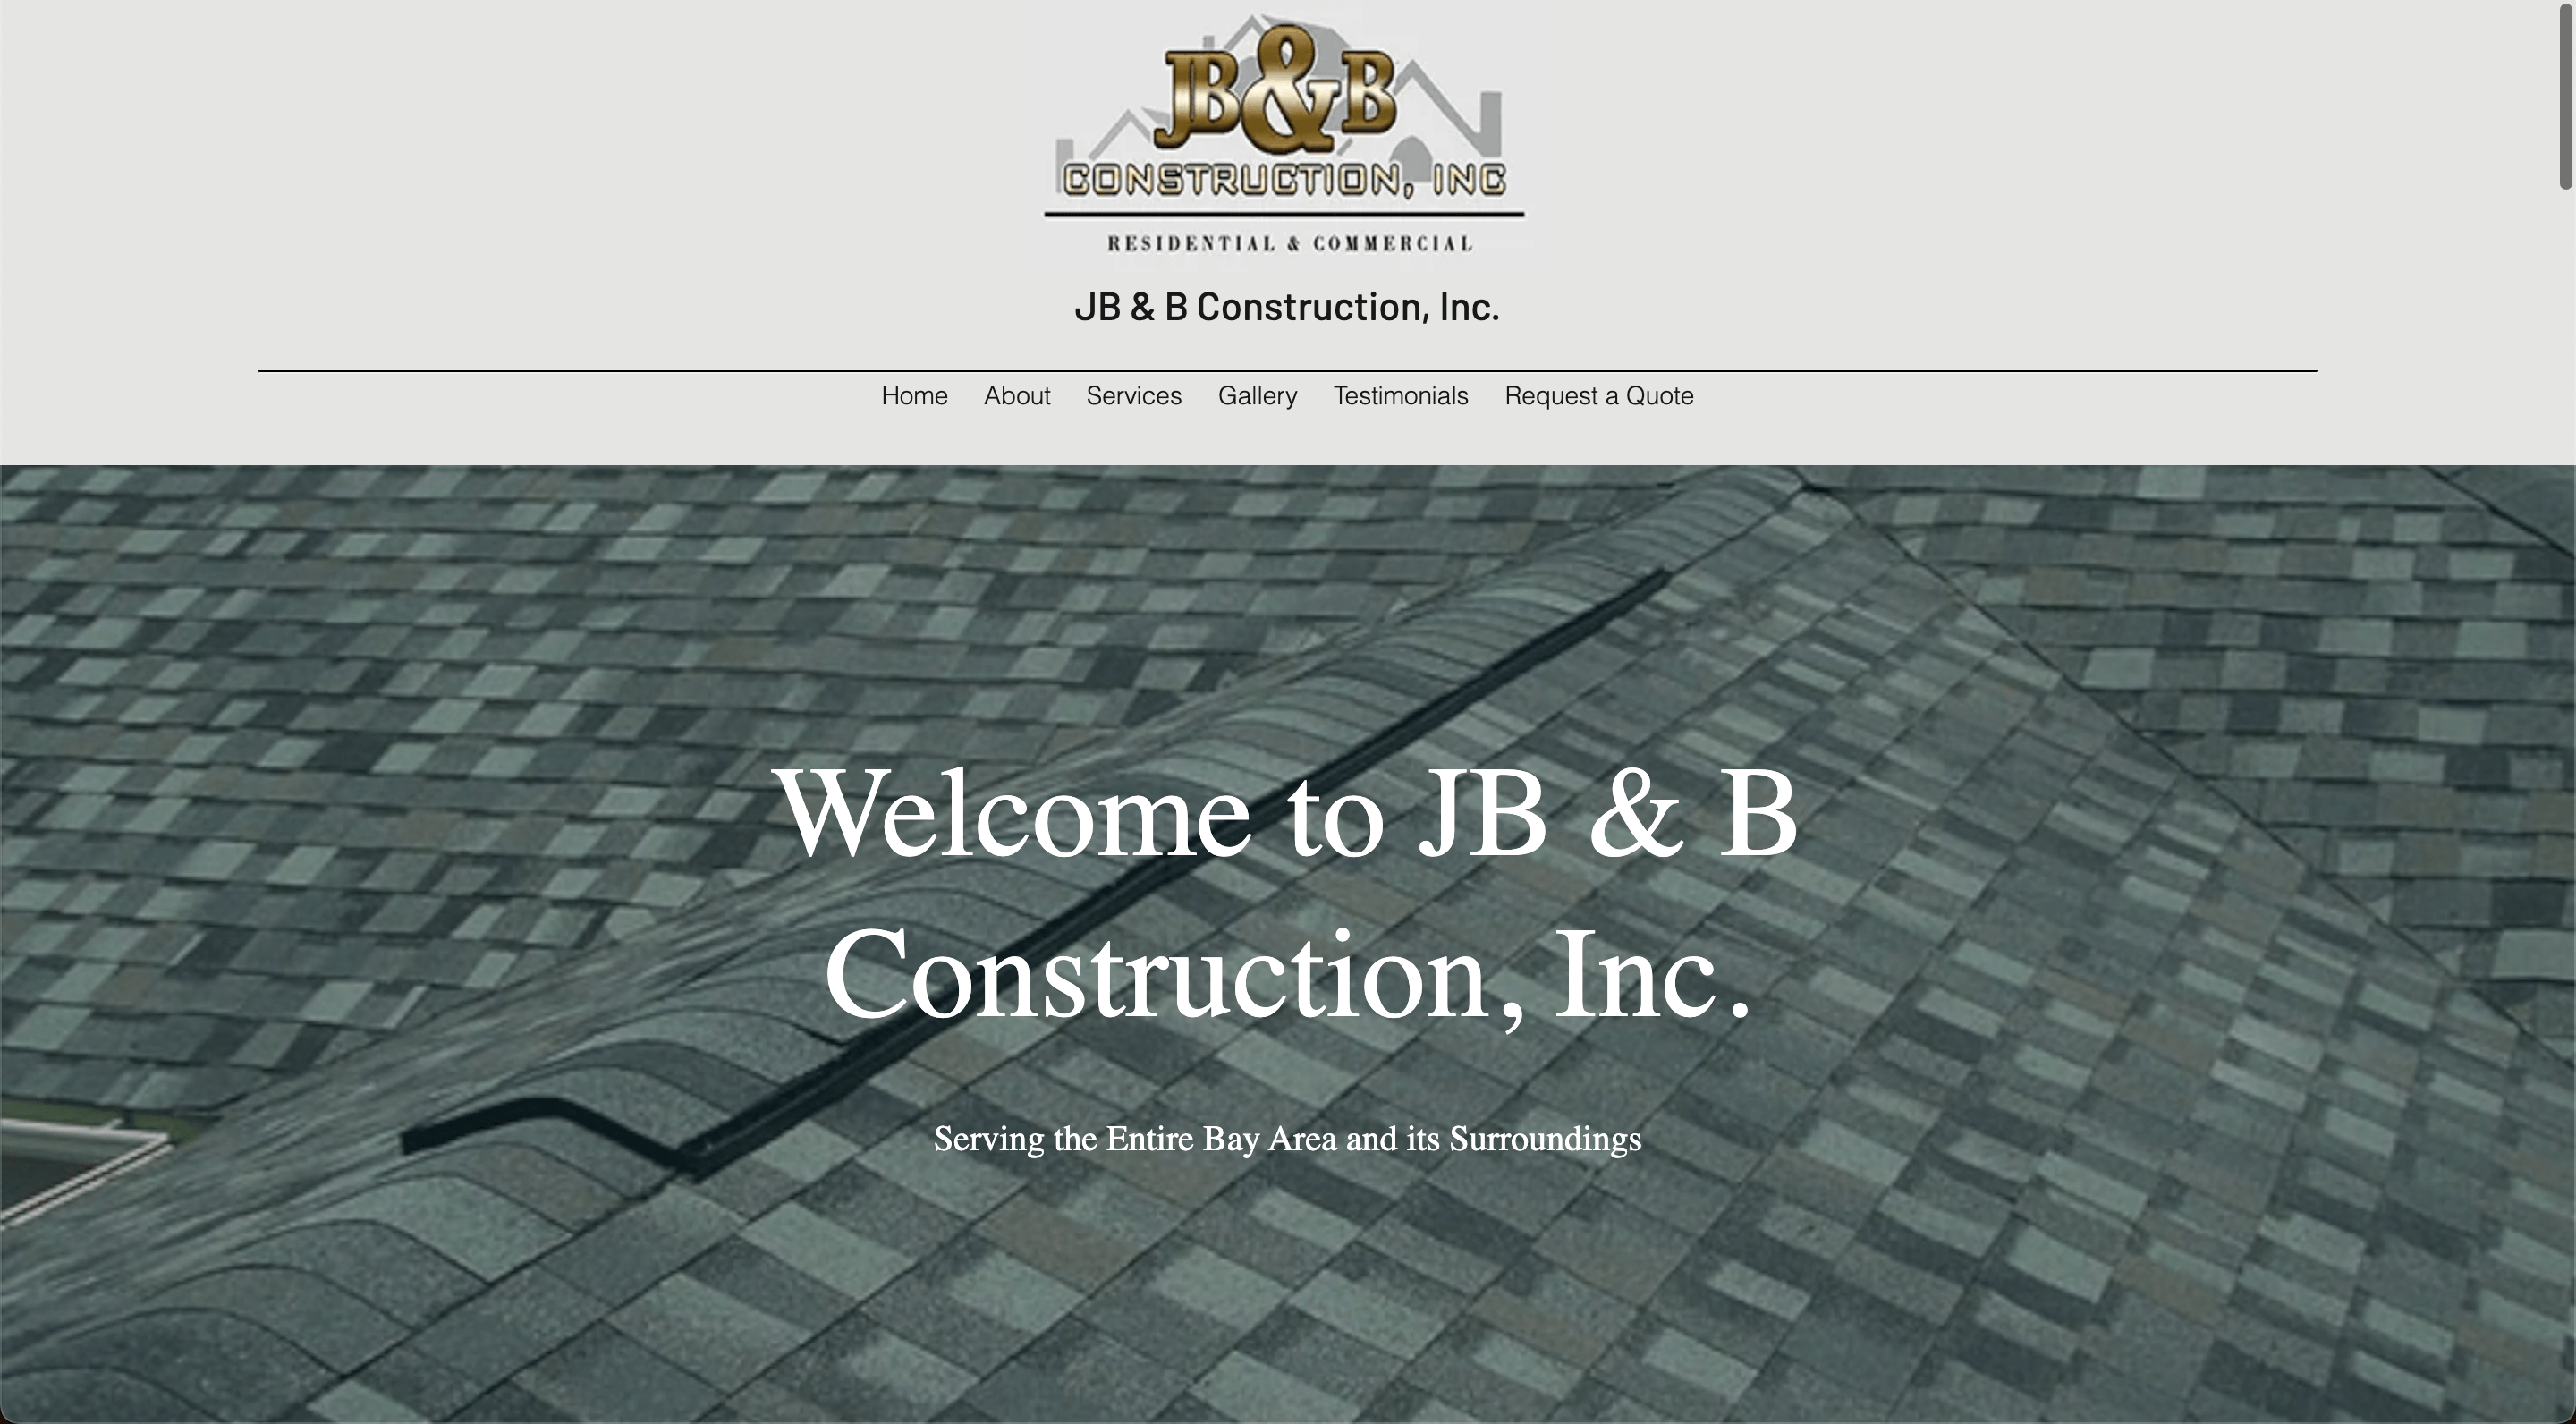 JB&B
CONSTRUCTION, INC
RESIDENTIAL & COMMERCIAL
JB & B Construction, Inc.
Home About Services Gallery Testimonials Request a Quote
Welcome to JB & B
Construction, Inc.
Serving the Entire Bay Area and its Surroundings